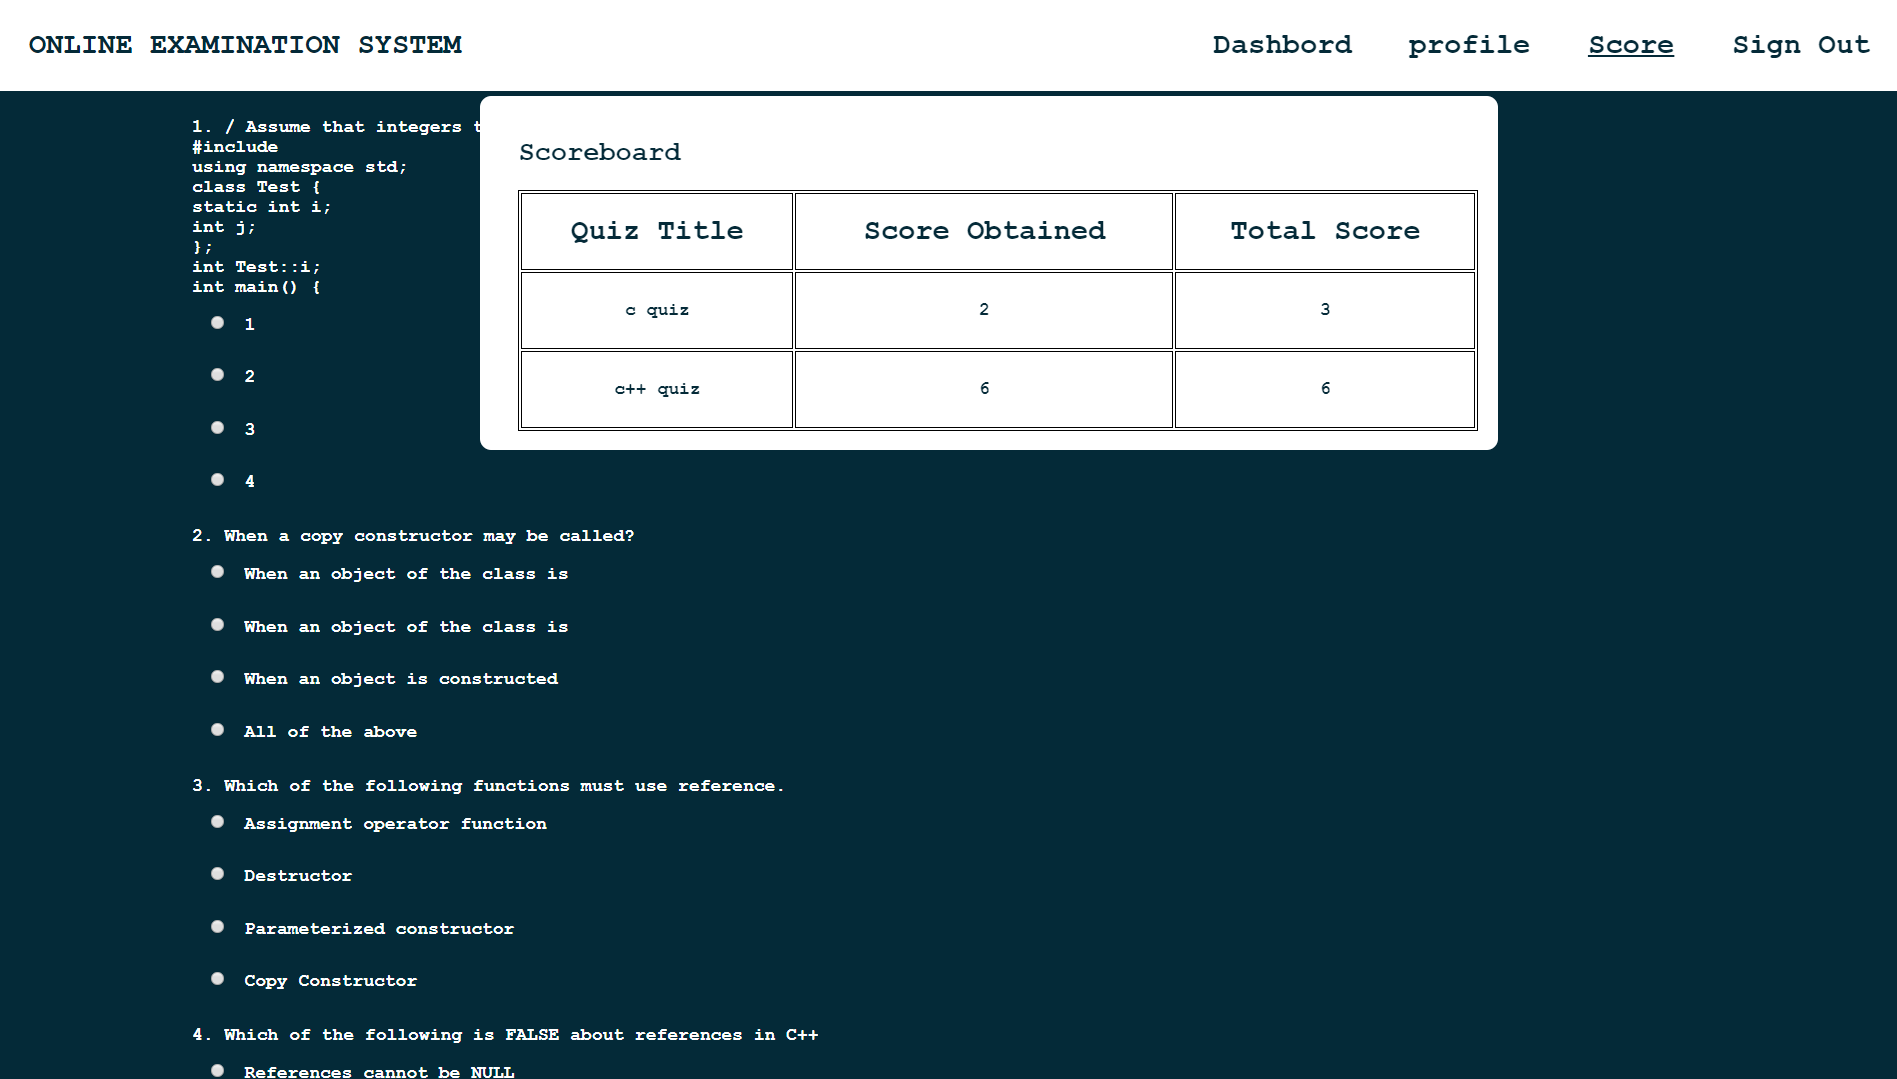 ONLINE EXAMINATION SYSTEM
Dashbord profile Score Sign Out
1. / Assume that integers
#include
using namespace std;
class Test {
static int i;
int j;
};
int Test::i;
int main() {
1
2
3
4
Scoreboard
Quiz Title Score Obtained Total Score
c quiz 2 3
c++ quiz 6 6
2. When a copy constructor may be called?
When an object of the class is
When an object of the class is
When an object is constructed
All of the above
3. Which of the following functions must use reference.
Assignment operator function
Destructor
Parameterized constructor
Copy Constructor
4. Which of the following is FALSE about references in C++
References cannot be NULL